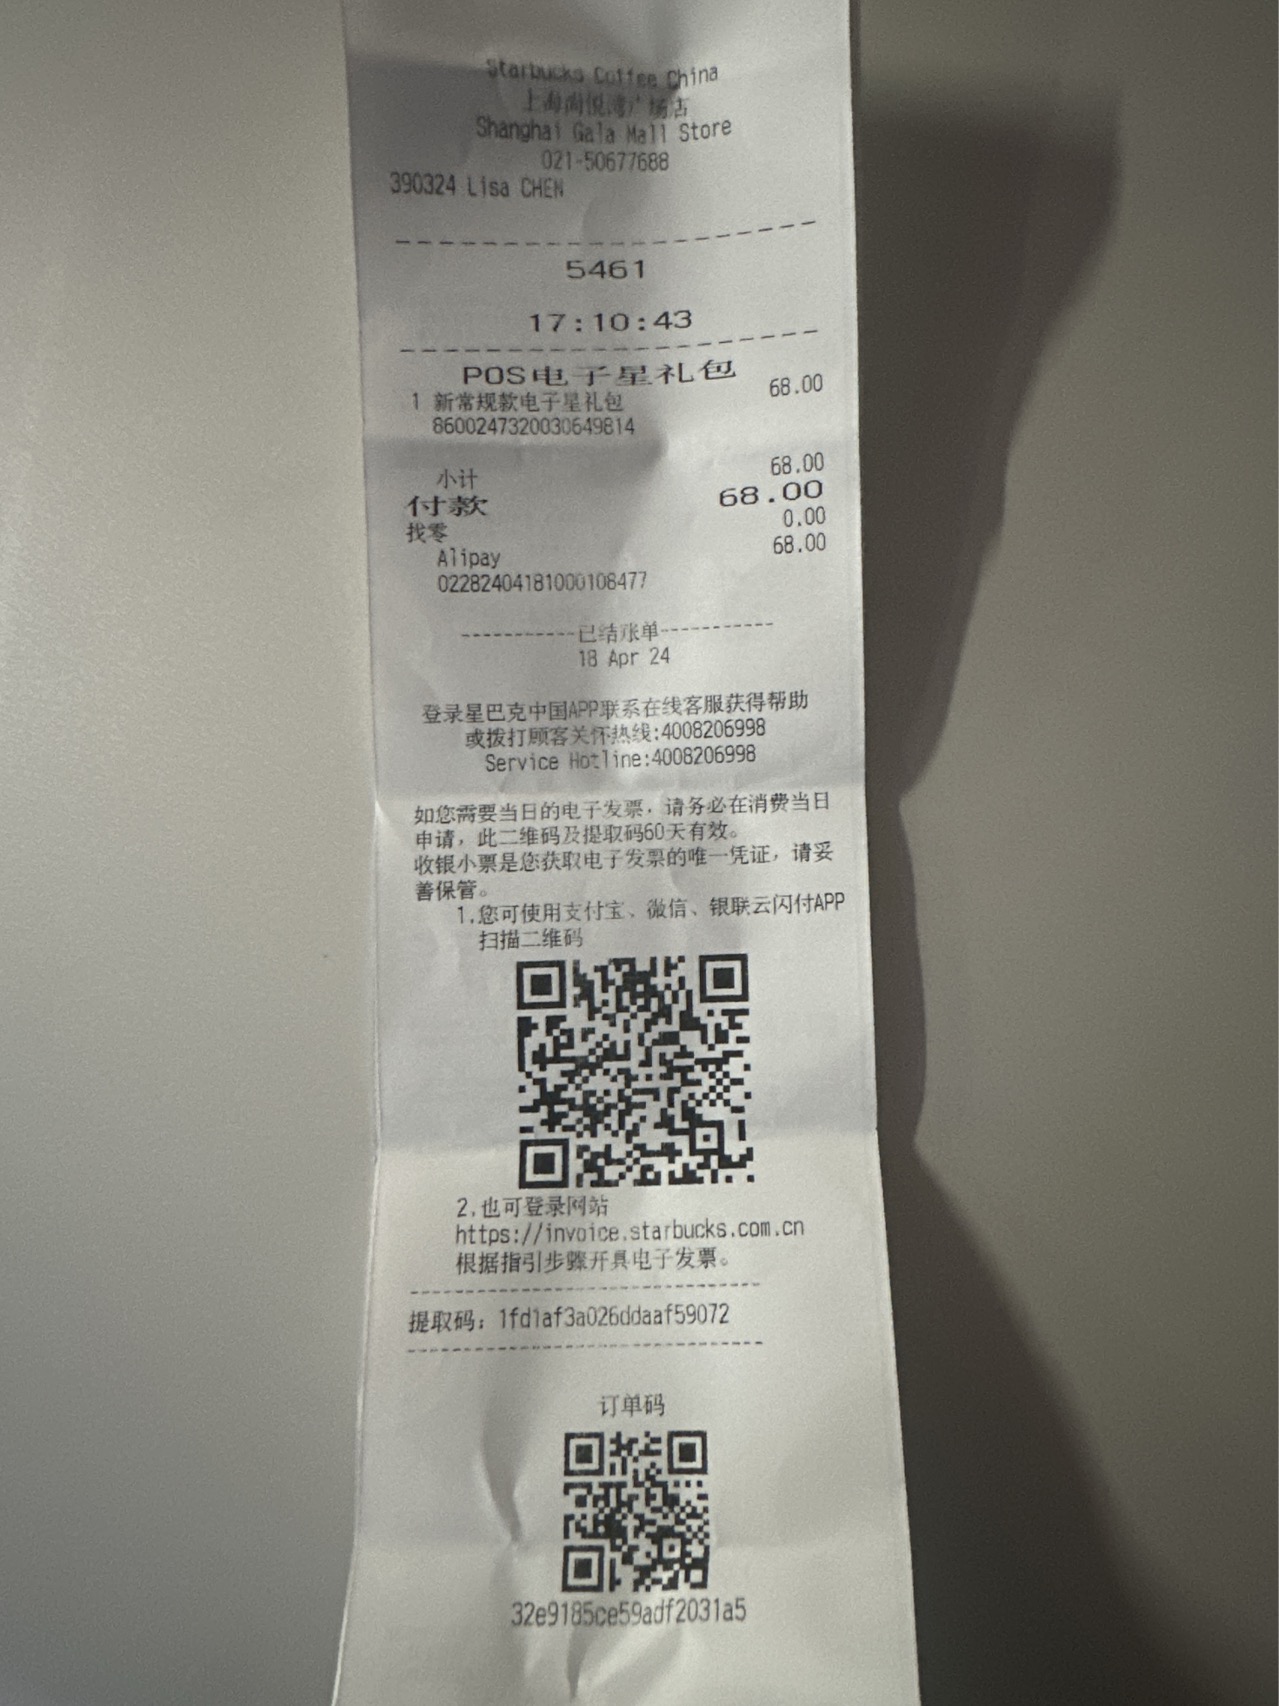 Starbucks Coffee China
上海尚悦湾广场店
Shanghai Gala Mall Store
021-50677688
390324 Lisa CHEN
5461
17:10:43
POS电子星礼包
1 新常规款电子星礼包 68.00
8600247320030649814
小计 68.00
付款 68.00
找零 0.00
Alipay 68.00
02282404181000108477
-----------已结账单-----------
18 Apr 24
登录星巴克中国APP联系在线客服获得帮助
或拨打顾客关怀热线:4008206998
Service Hotline:4008206998
如您需要当日的电子发票，请务必在消费当日
申请，此二维码及提取码60天有效。
收银小票是您获取电子发票的唯一凭证，请妥
善保管。
1.您可使用支付宝、微信、银联云闪付APP
扫描二维码
2.也可登录网站
https://invoice.starbucks.com.cn
根据指引步骤开具电子发票。
提取码：1fd1af3a026ddaaf59072
订单码
32e9185ce59adf2031a5